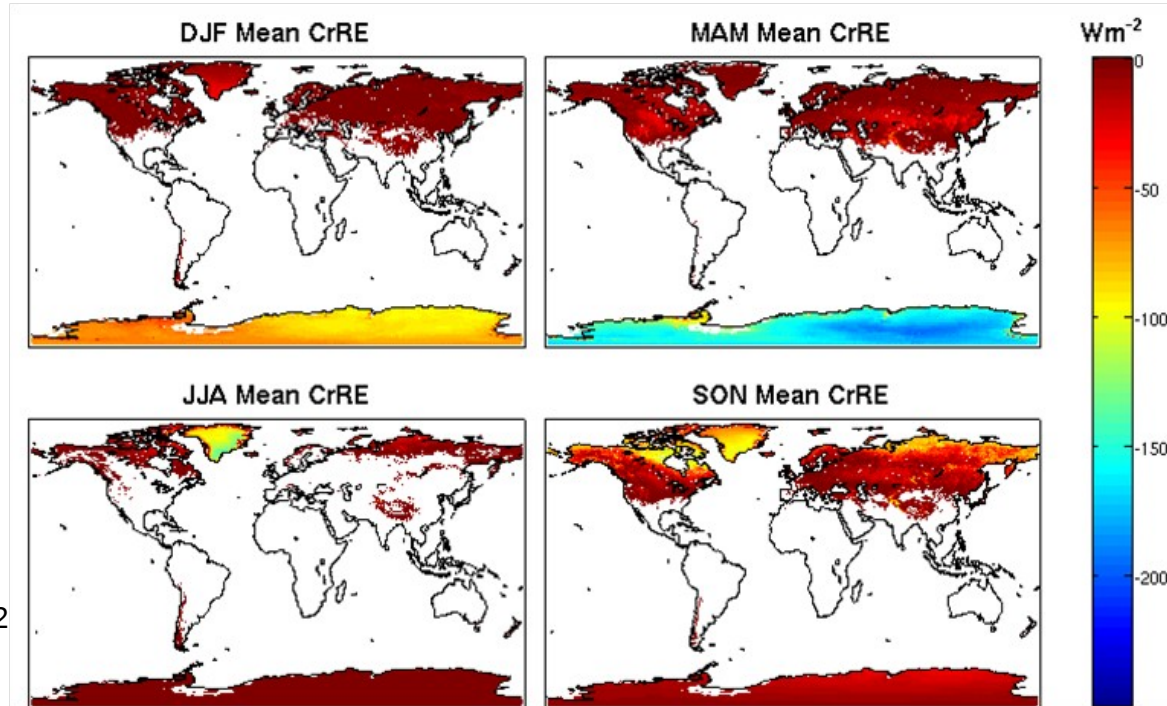 DJF Mean CrRE
MAM Mean CrRE
Wm⁻²
0
-50
-100
-150
-200
JJA Mean CrRE
SON Mean CrRE
2